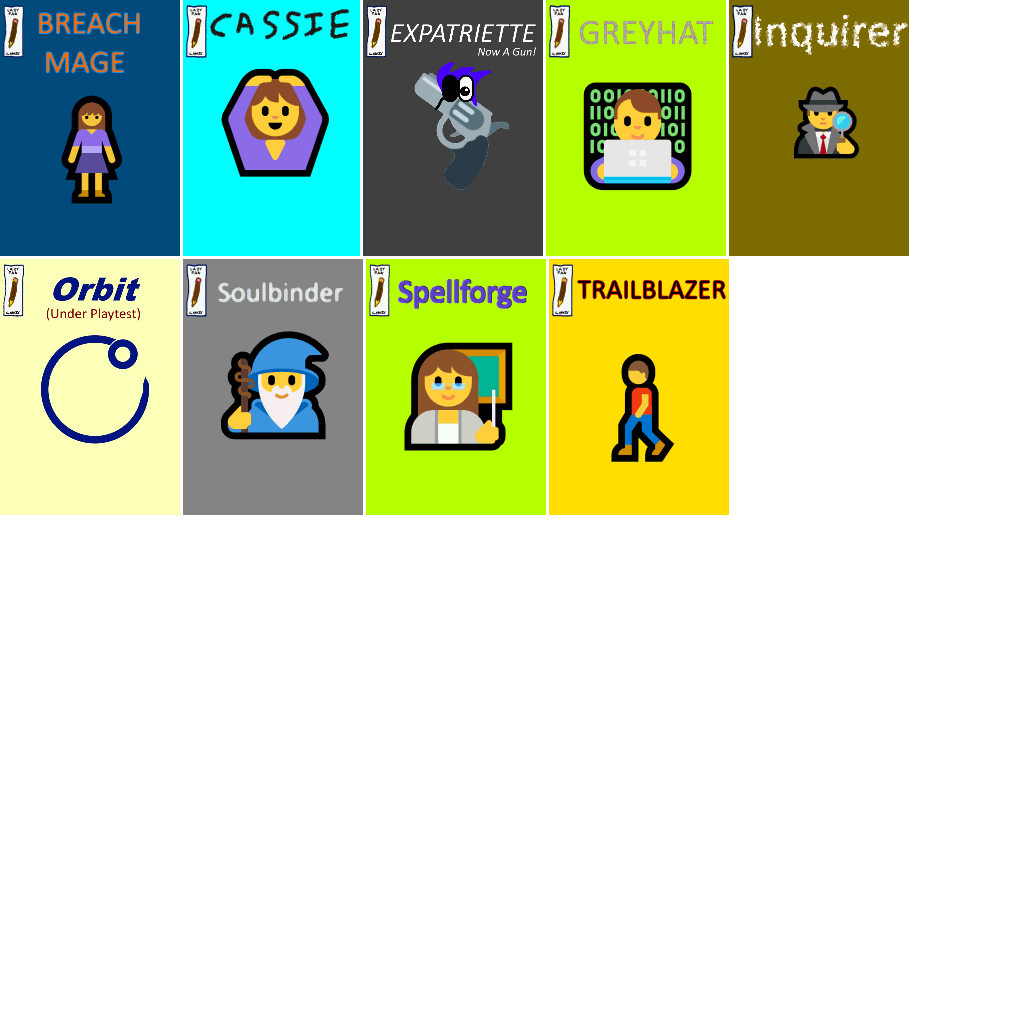 BREACH
MAGE
CASSIE
EXPATRIETTE
Now A Gun!
GREYHAT
Inquirer
Orbit
(Under Playtest)
Soulbinder
Spellforge
TRAILBLAZER